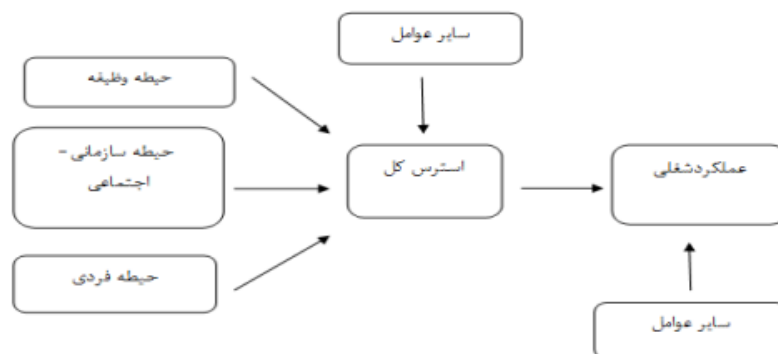 سایر عوامل
حیطه وظیفه
حیطه سازمانی-
اجتماعی
استرس کل
عملکردشغلی
حیطه فردی
سایر عوامل